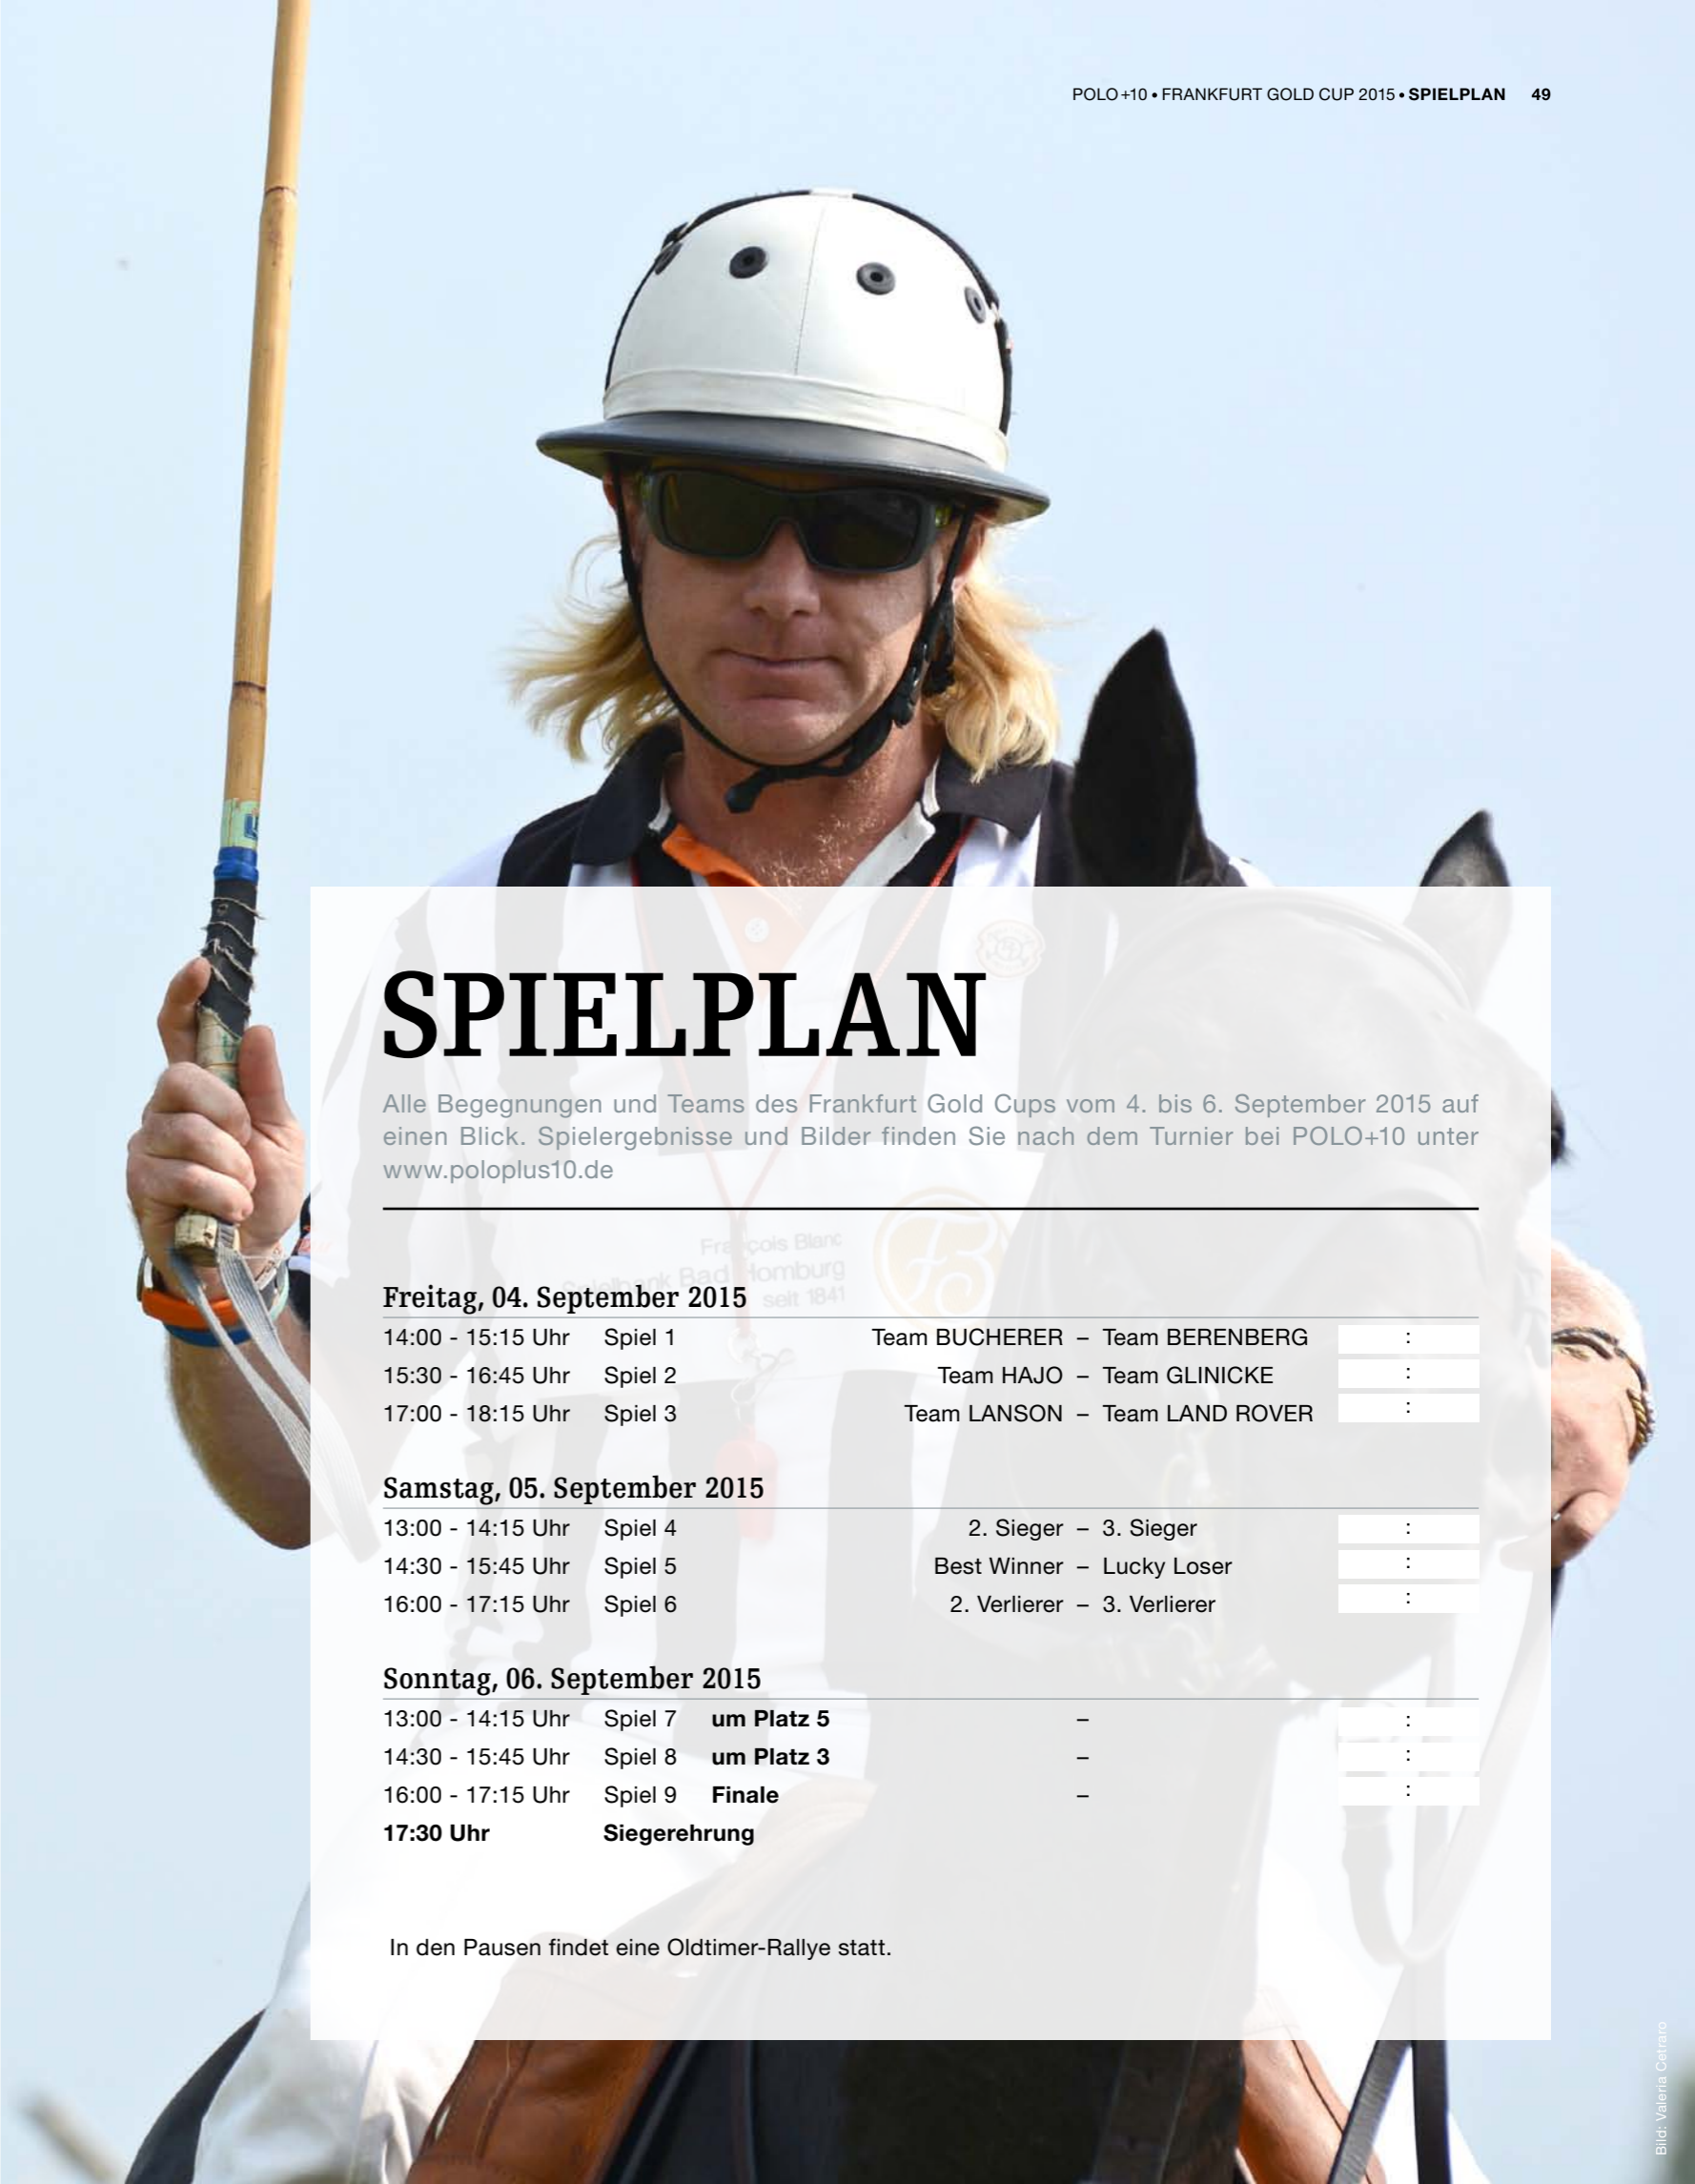 POLO +10 • FRANKFURT GOLD CUP 2015 • SPIELPLAN 49
SPIELPLAN
Alle Begegnungen und Teams des Frankfurt Gold Cups vom 4. bis 6. September 2015 auf
einen Blick. Spielergebnisse und Bilder finden Sie nach dem Turnier bei POLO+10 unter
www.poloplus10.de
François Blanc
Spielbank Bad Homburg
seit 1841
FB
Freitag, 04. September 2015
14:00 - 15:15 Uhr Spiel 1 Team BUCHERER – Team BERENBERG :
15:30 - 16:45 Uhr Spiel 2 Team HAJO – Team GLINICKE :
17:00 - 18:15 Uhr Spiel 3 Team LANSON – Team LAND ROVER :
Samstag, 05. September 2015
13:00 - 14:15 Uhr Spiel 4 2. Sieger – 3. Sieger :
14:30 - 15:45 Uhr Spiel 5 Best Winner – Lucky Loser :
16:00 - 17:15 Uhr Spiel 6 2. Verlierer – 3. Verlierer :
Sonntag, 06. September 2015
13:00 - 14:15 Uhr Spiel 7 um Platz 5 – :
14:30 - 15:45 Uhr Spiel 8 um Platz 3 – :
16:00 - 17:15 Uhr Spiel 9 Finale – :
17:30 Uhr Siegerehrung
In den Pausen findet eine Oldtimer-Rallye statt.
Bild: Valeria Cetraro